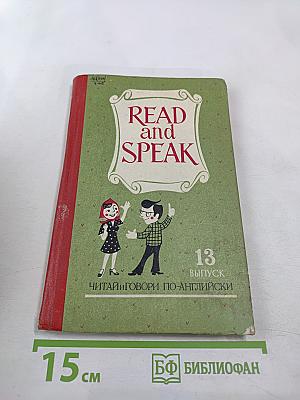 READ
and
SPEAK
13
ВЫПУСК
ЧИТАЙ и ГОВОРИ ПО-АНГЛИЙСКИ
15 см
БФ БИБЛИОФАН